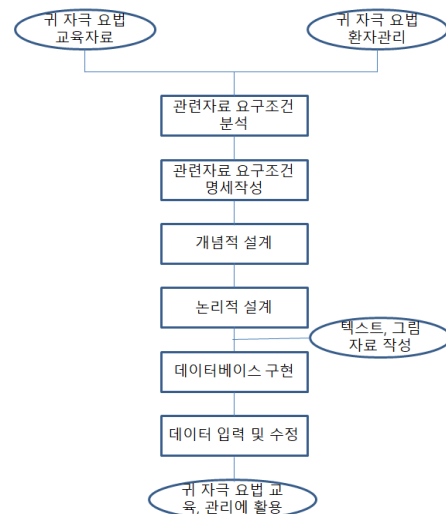 귀 자극 요법
교육자료
귀 자극 요법
환자관리
관련자료 요구조건
분석
관련자료 요구조건
명세작성
개념적 설계
논리적 설계
텍스트, 그림
자료 작성
데이터베이스 구현
데이터 입력 및 수정
귀 자극 요법 교
육, 관리에 활용